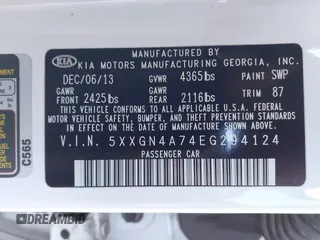 MANUFACTURED BY
KIA KIA MOTORS MANUFACTURING GEORGIA, INC.
DEC/06/13 GVWR 4365lbs PAINT SWP
GAWR GAWR
FRONT 2425lbs REAR 2116lbs TRIM 87
THIS VEHICLE CONFORMS TO ALL APPLICABLE U.S. FEDERAL MOTOR
VEHICLE SAFETY, BUMPER, AND THEFT PREVENTION STANDARDS IN
EFFECT ON THE DATE OF MANUFACTURE SHOWN ABOVE.
V.I.N. 5XXGN4A74EG294124
PASSENGER CAR
C565
DAMAGEDBID